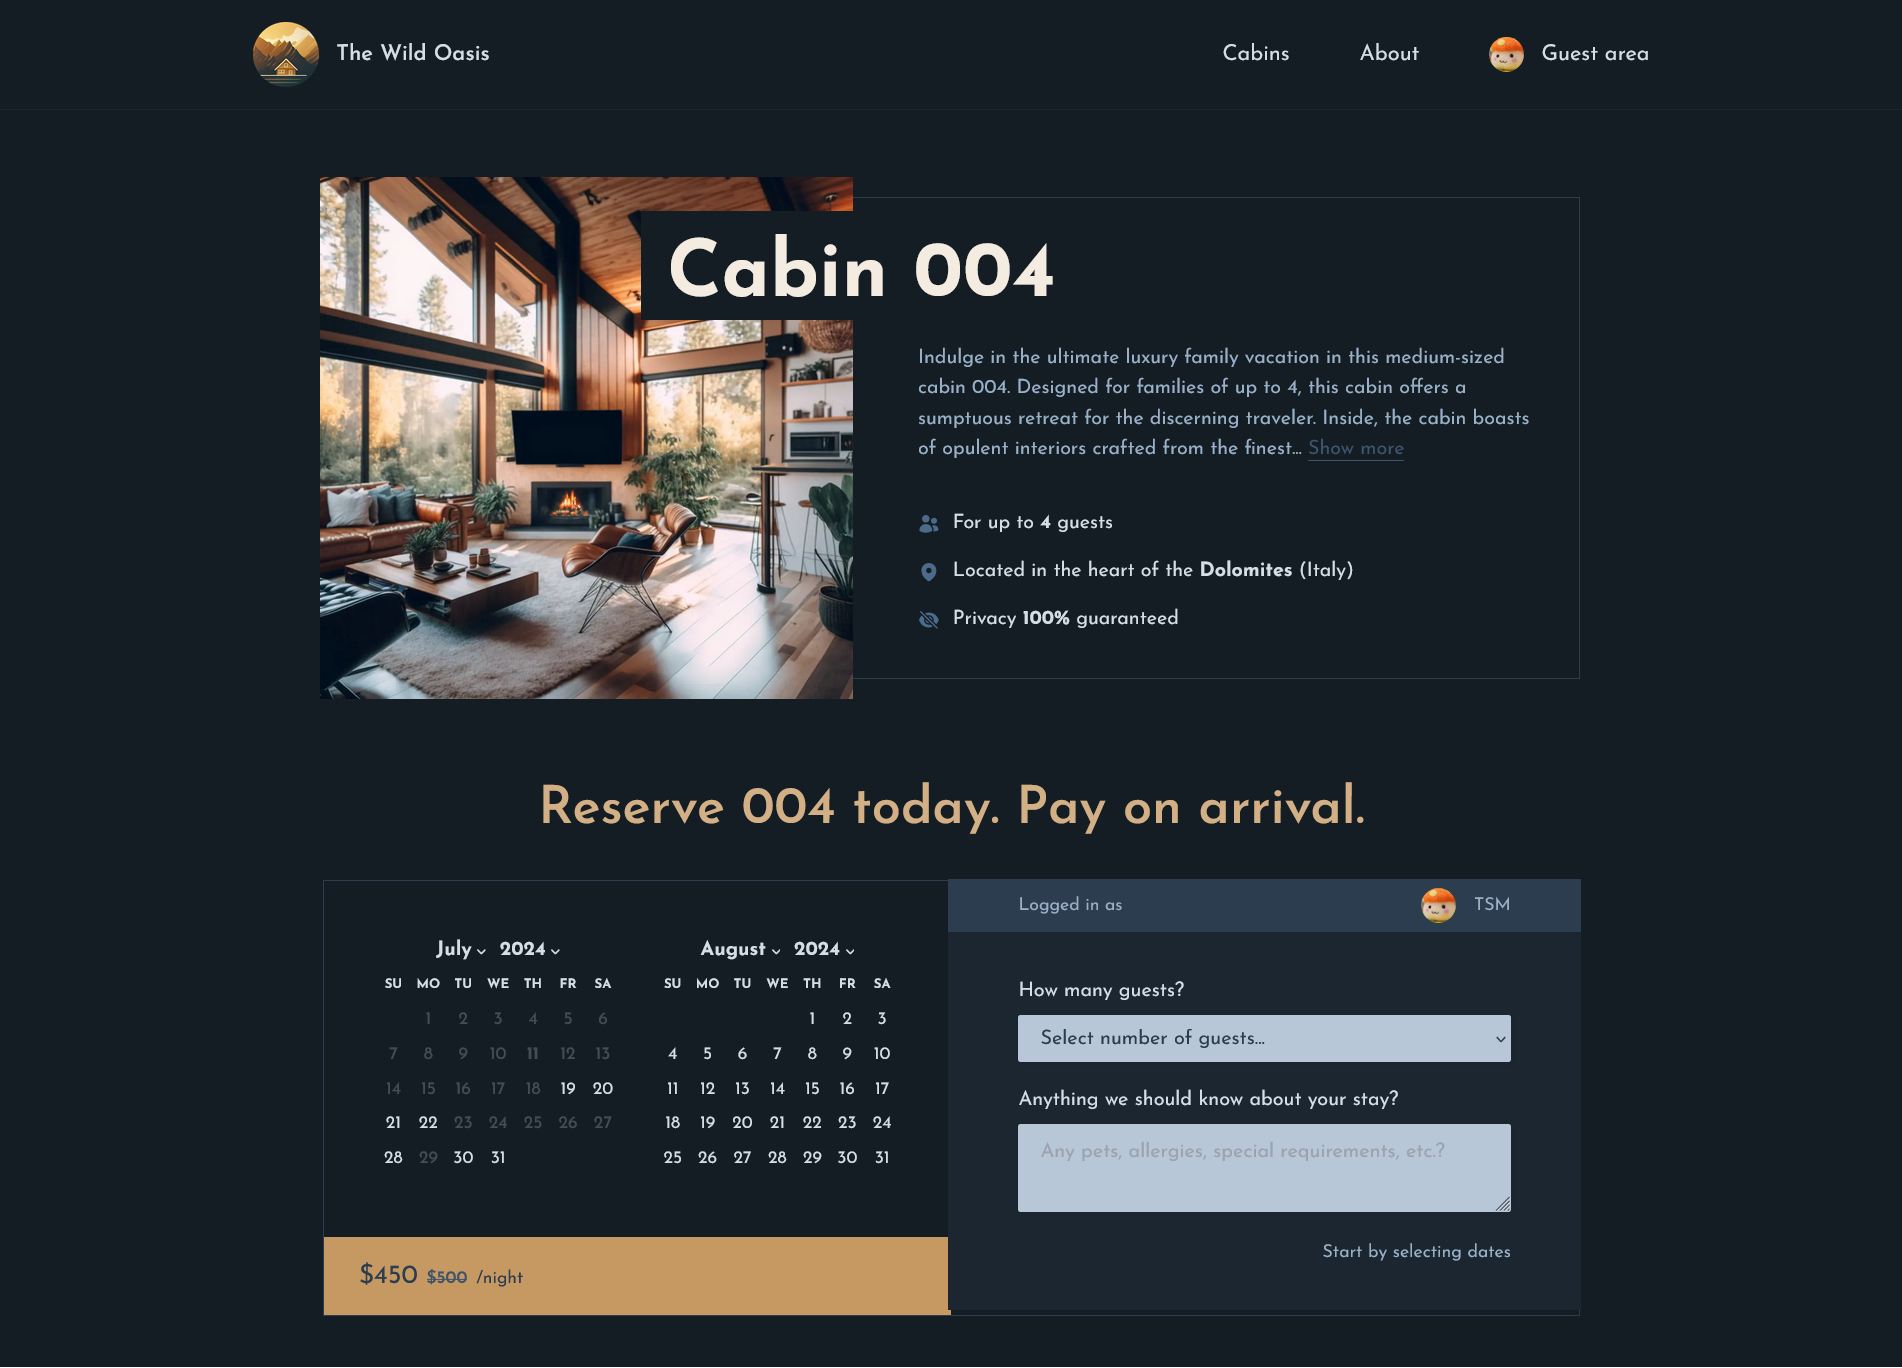 The Wild Oasis
Cabins
About
Guest area
Cabin 004
Indulge in the ultimate luxury family vacation in this medium-sized
cabin 004. Designed for families of up to 4, this cabin offers a
sumptuous retreat for the discerning traveler. Inside, the cabin boasts
of opulent interiors crafted from the finest... Show more
For up to 4 guests
Located in the heart of the Dolomites (Italy)
Privacy 100% guaranteed
Reserve 004 today. Pay on arrival.
July 2024
SU MO TU WE TH FR SA
1 2 3 4 5 6
7 8 9 10 11 12 13
14 15 16 17 18 19 20
21 22 23 24 25 26 27
28 29 30 31
August 2024
SU MO TU WE TH FR SA
1 2 3
4 5 6 7 8 9 10
11 12 13 14 15 16 17
18 19 20 21 22 23 24
25 26 27 28 29 30 31
$450 $500 /night
Logged in as
TSM
How many guests?
Select number of guests...
Anything we should know about your stay?
Any pets, allergies, special requirements, etc.?
Start by selecting dates